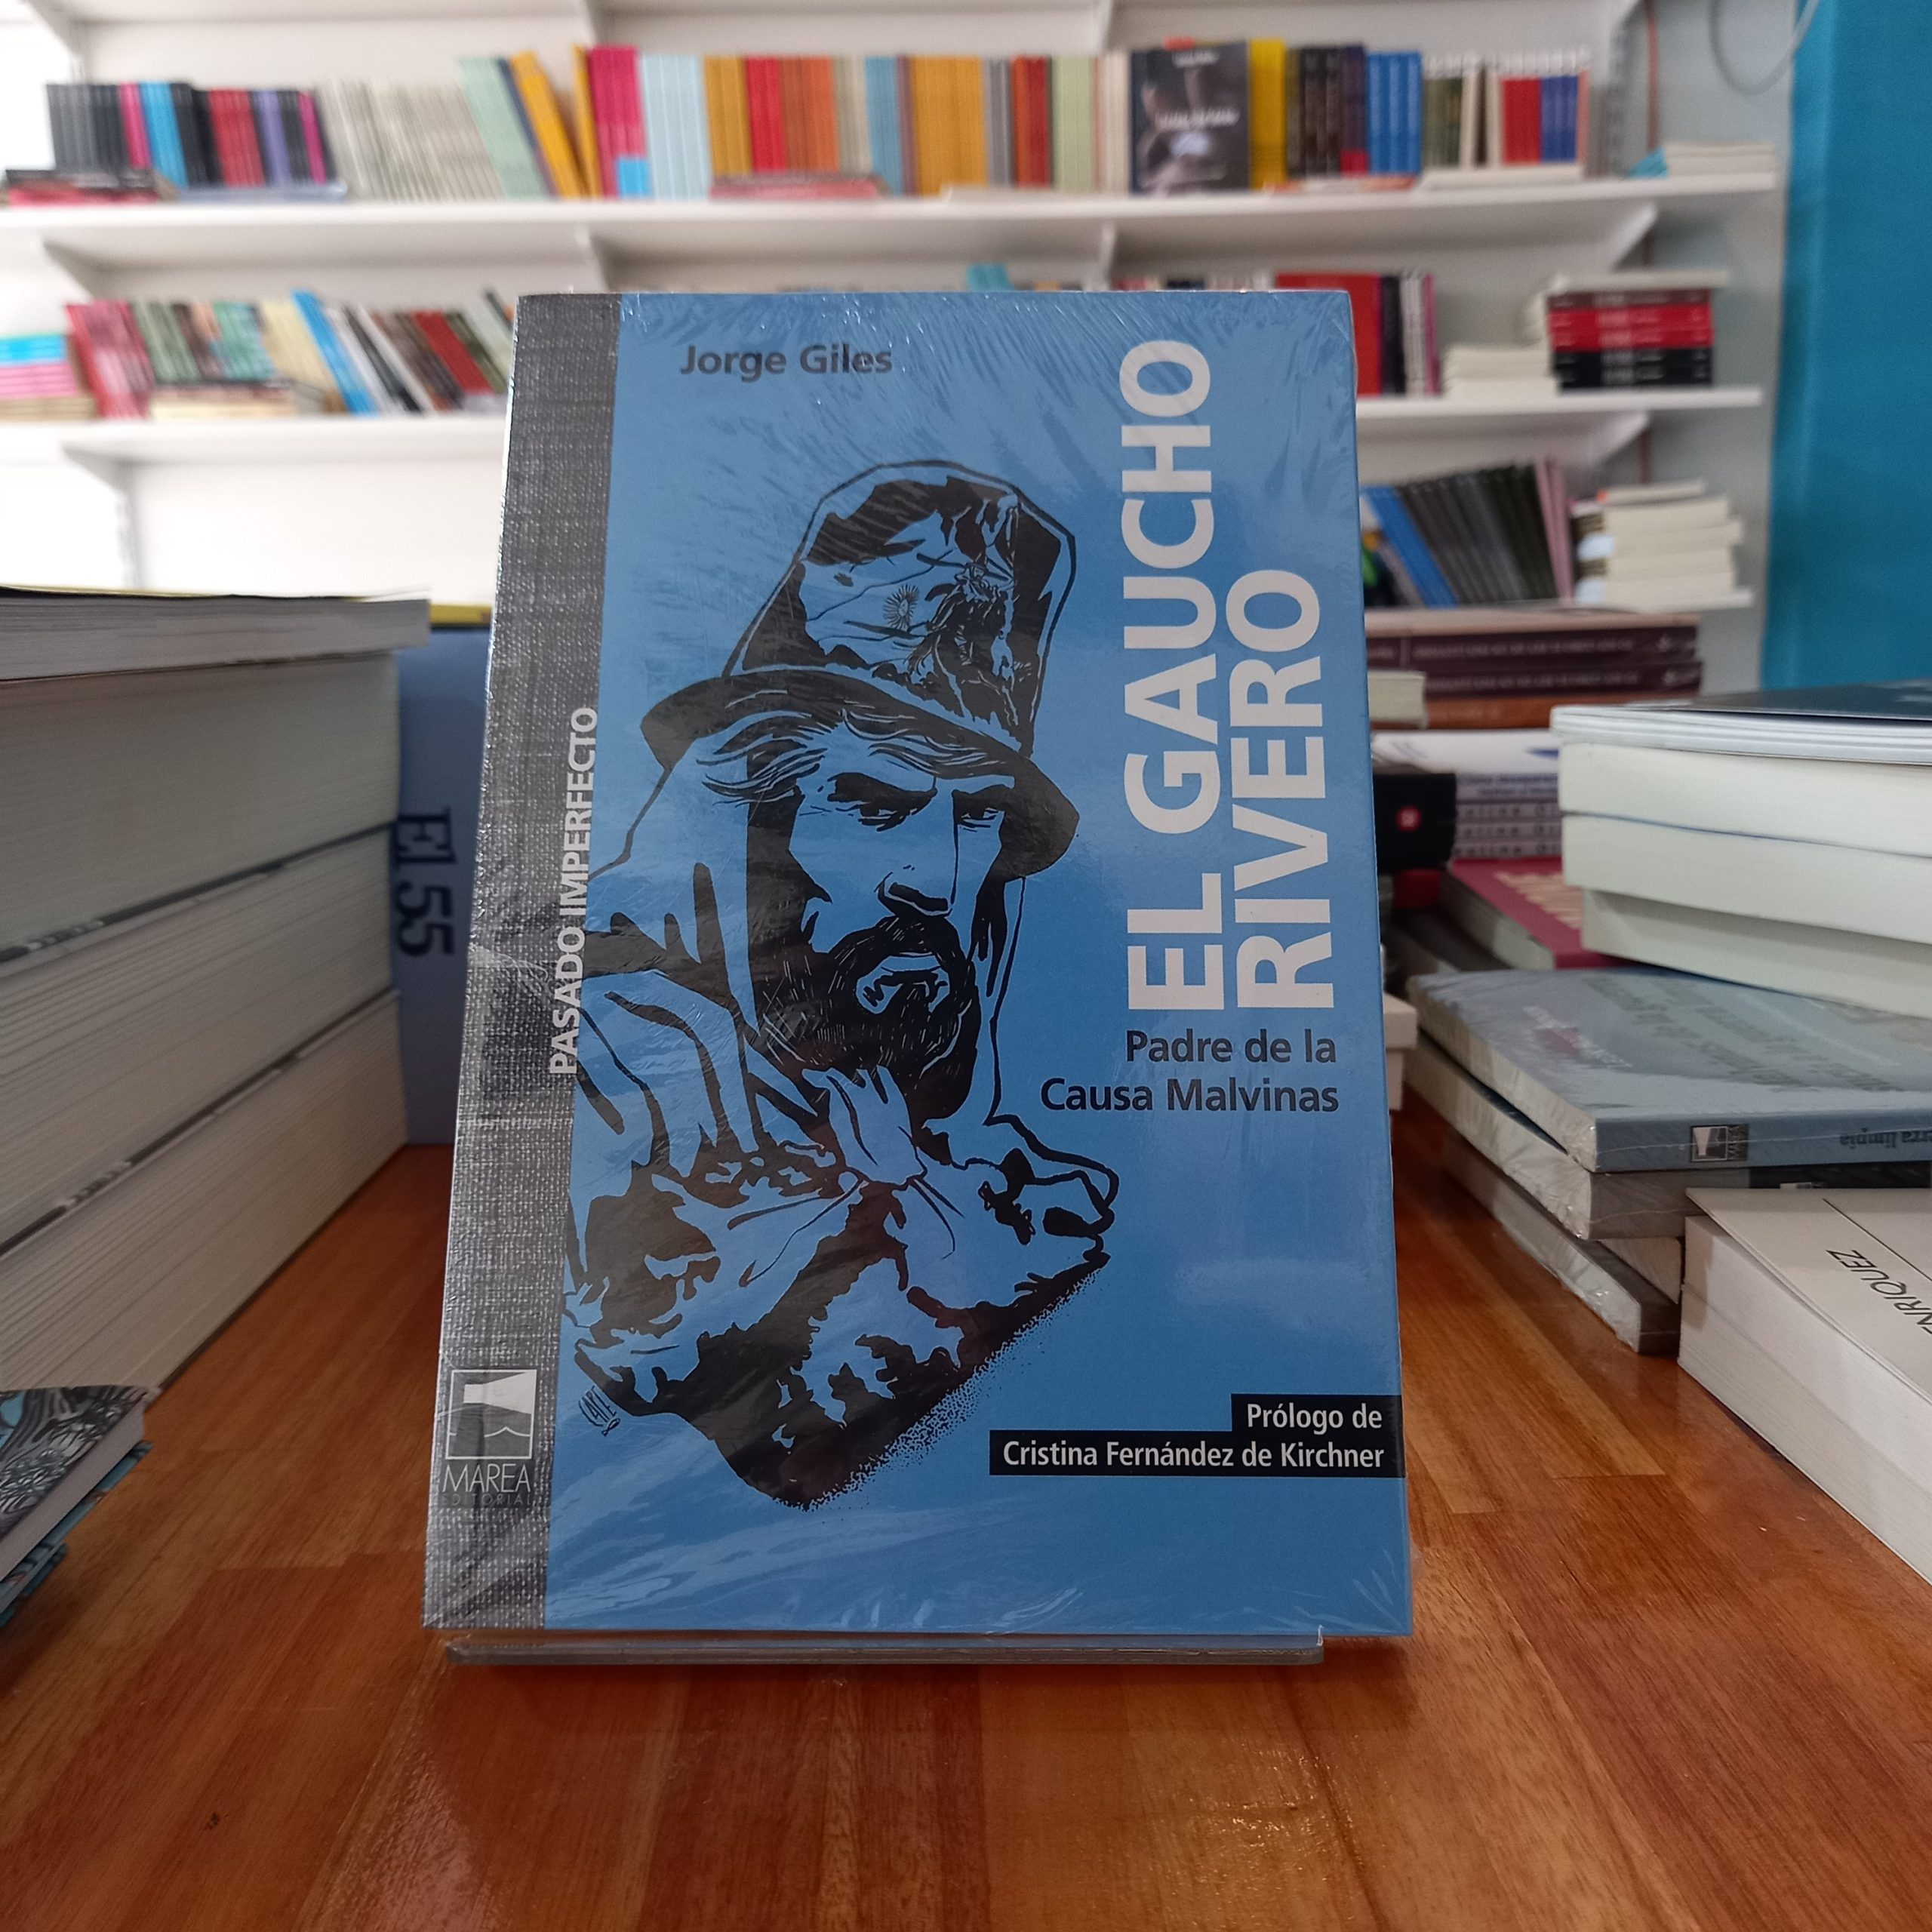 Jorge Giles
EL GAUCHO
RIVERO
Padre de la
Causa Malvinas
Prólogo de
Cristina Fernández de Kirchner
PASADO IMPERFECTO
MAREA
EDITORIAL
El 55